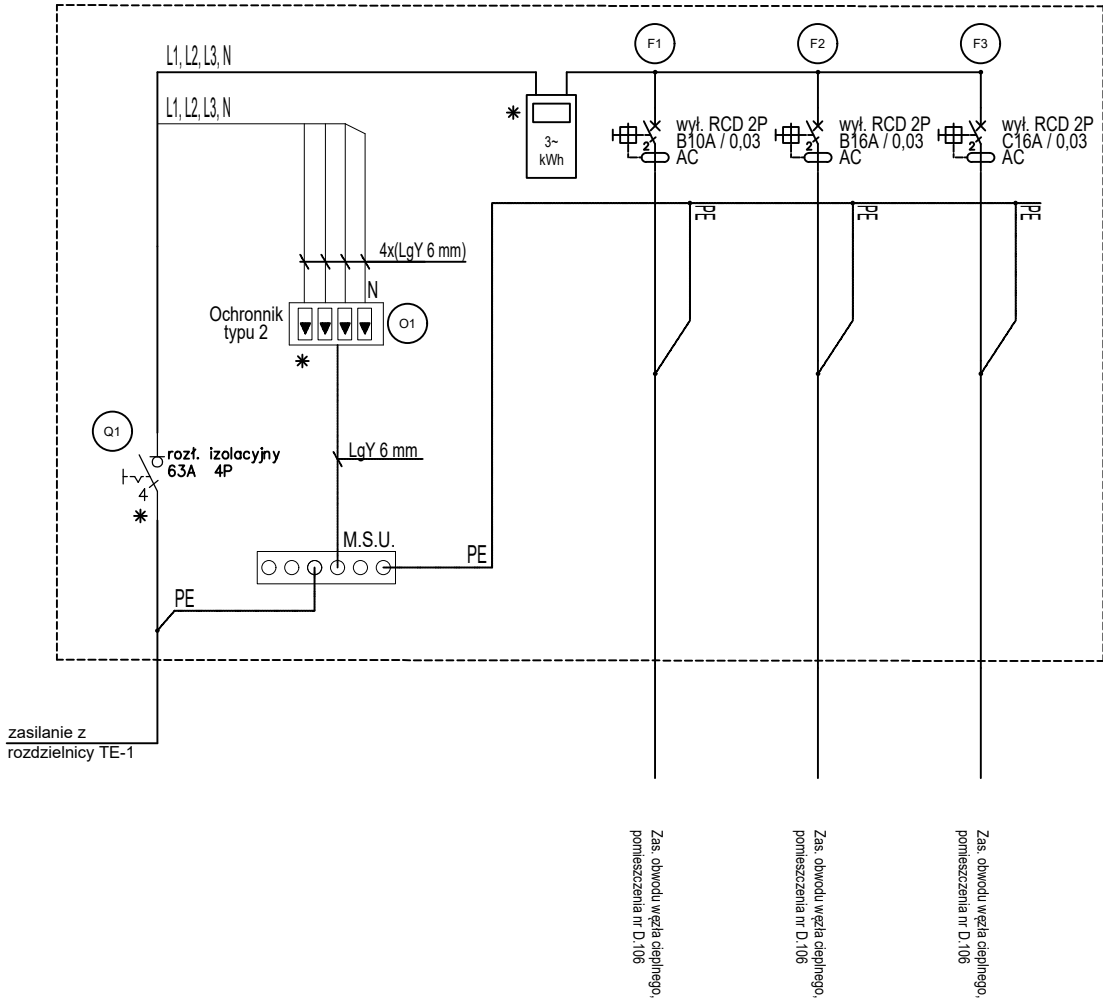 F1
F2
F3
L1, L2, L3, N
L1, L2, L3, N
*
3~
kWh
wył. RCD 2P
B10A / 0,03
AC
2
wył. RCD 2P
B16A / 0,03
AC
2
wył. RCD 2P
C16A / 0,03
AC
2
PE
PE
PE
4x(LgY 6 mm)
N
Ochronnik
typu 2
O1
*
Q1
rozł. izolacyjny
63A 4P
4
*
LgY 6 mm
M.S.U.
PE
PE
zasilanie z
rozdzielnicy TE-1
Zas. obwodu węzła cieplnego,
pomieszczenia nr D.106
Zas. obwodu węzła cieplnego,
pomieszczenia nr D.106
Zas. obwodu węzła cieplnego,
pomieszczenia nr D.106